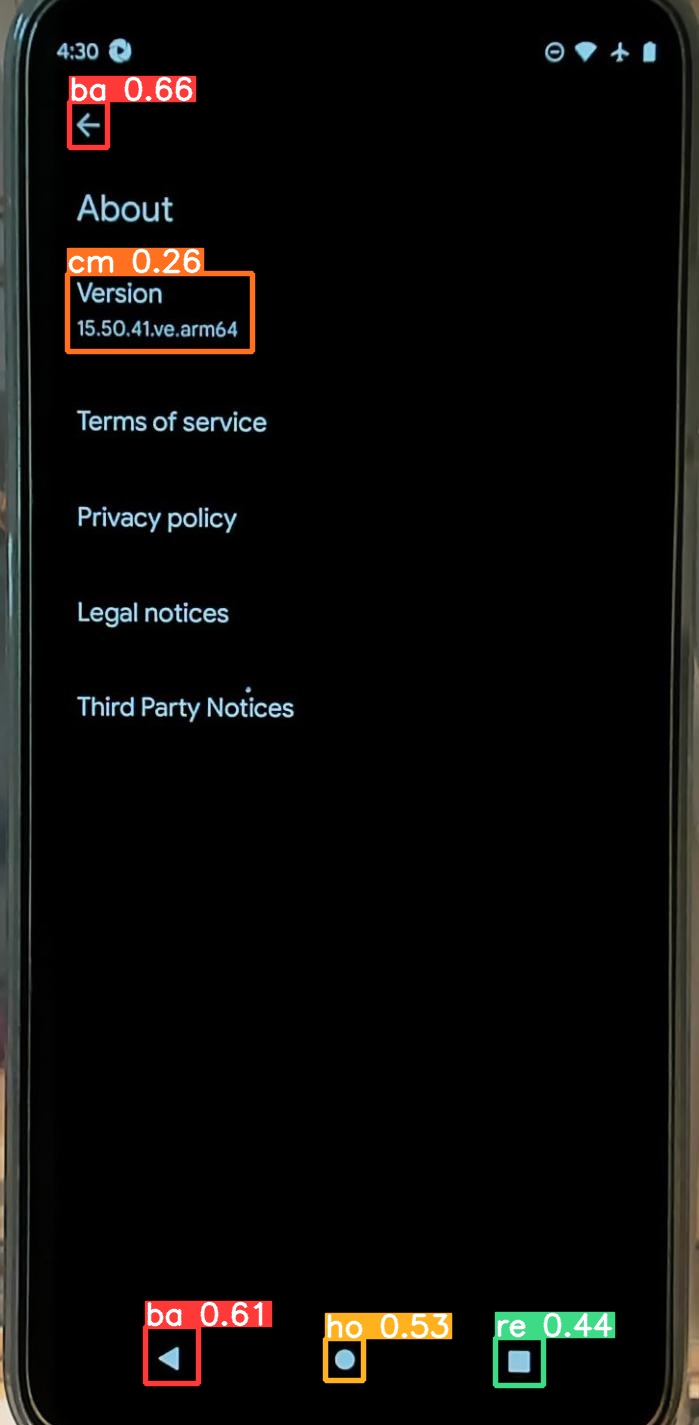 4:30
ba 0.66
About
cm 0.26
Version
15.50.41.ve.arm64
Terms of service
Privacy policy
Legal notices
Third Party Notices
ba 0.61
ho 0.53
re 0.44